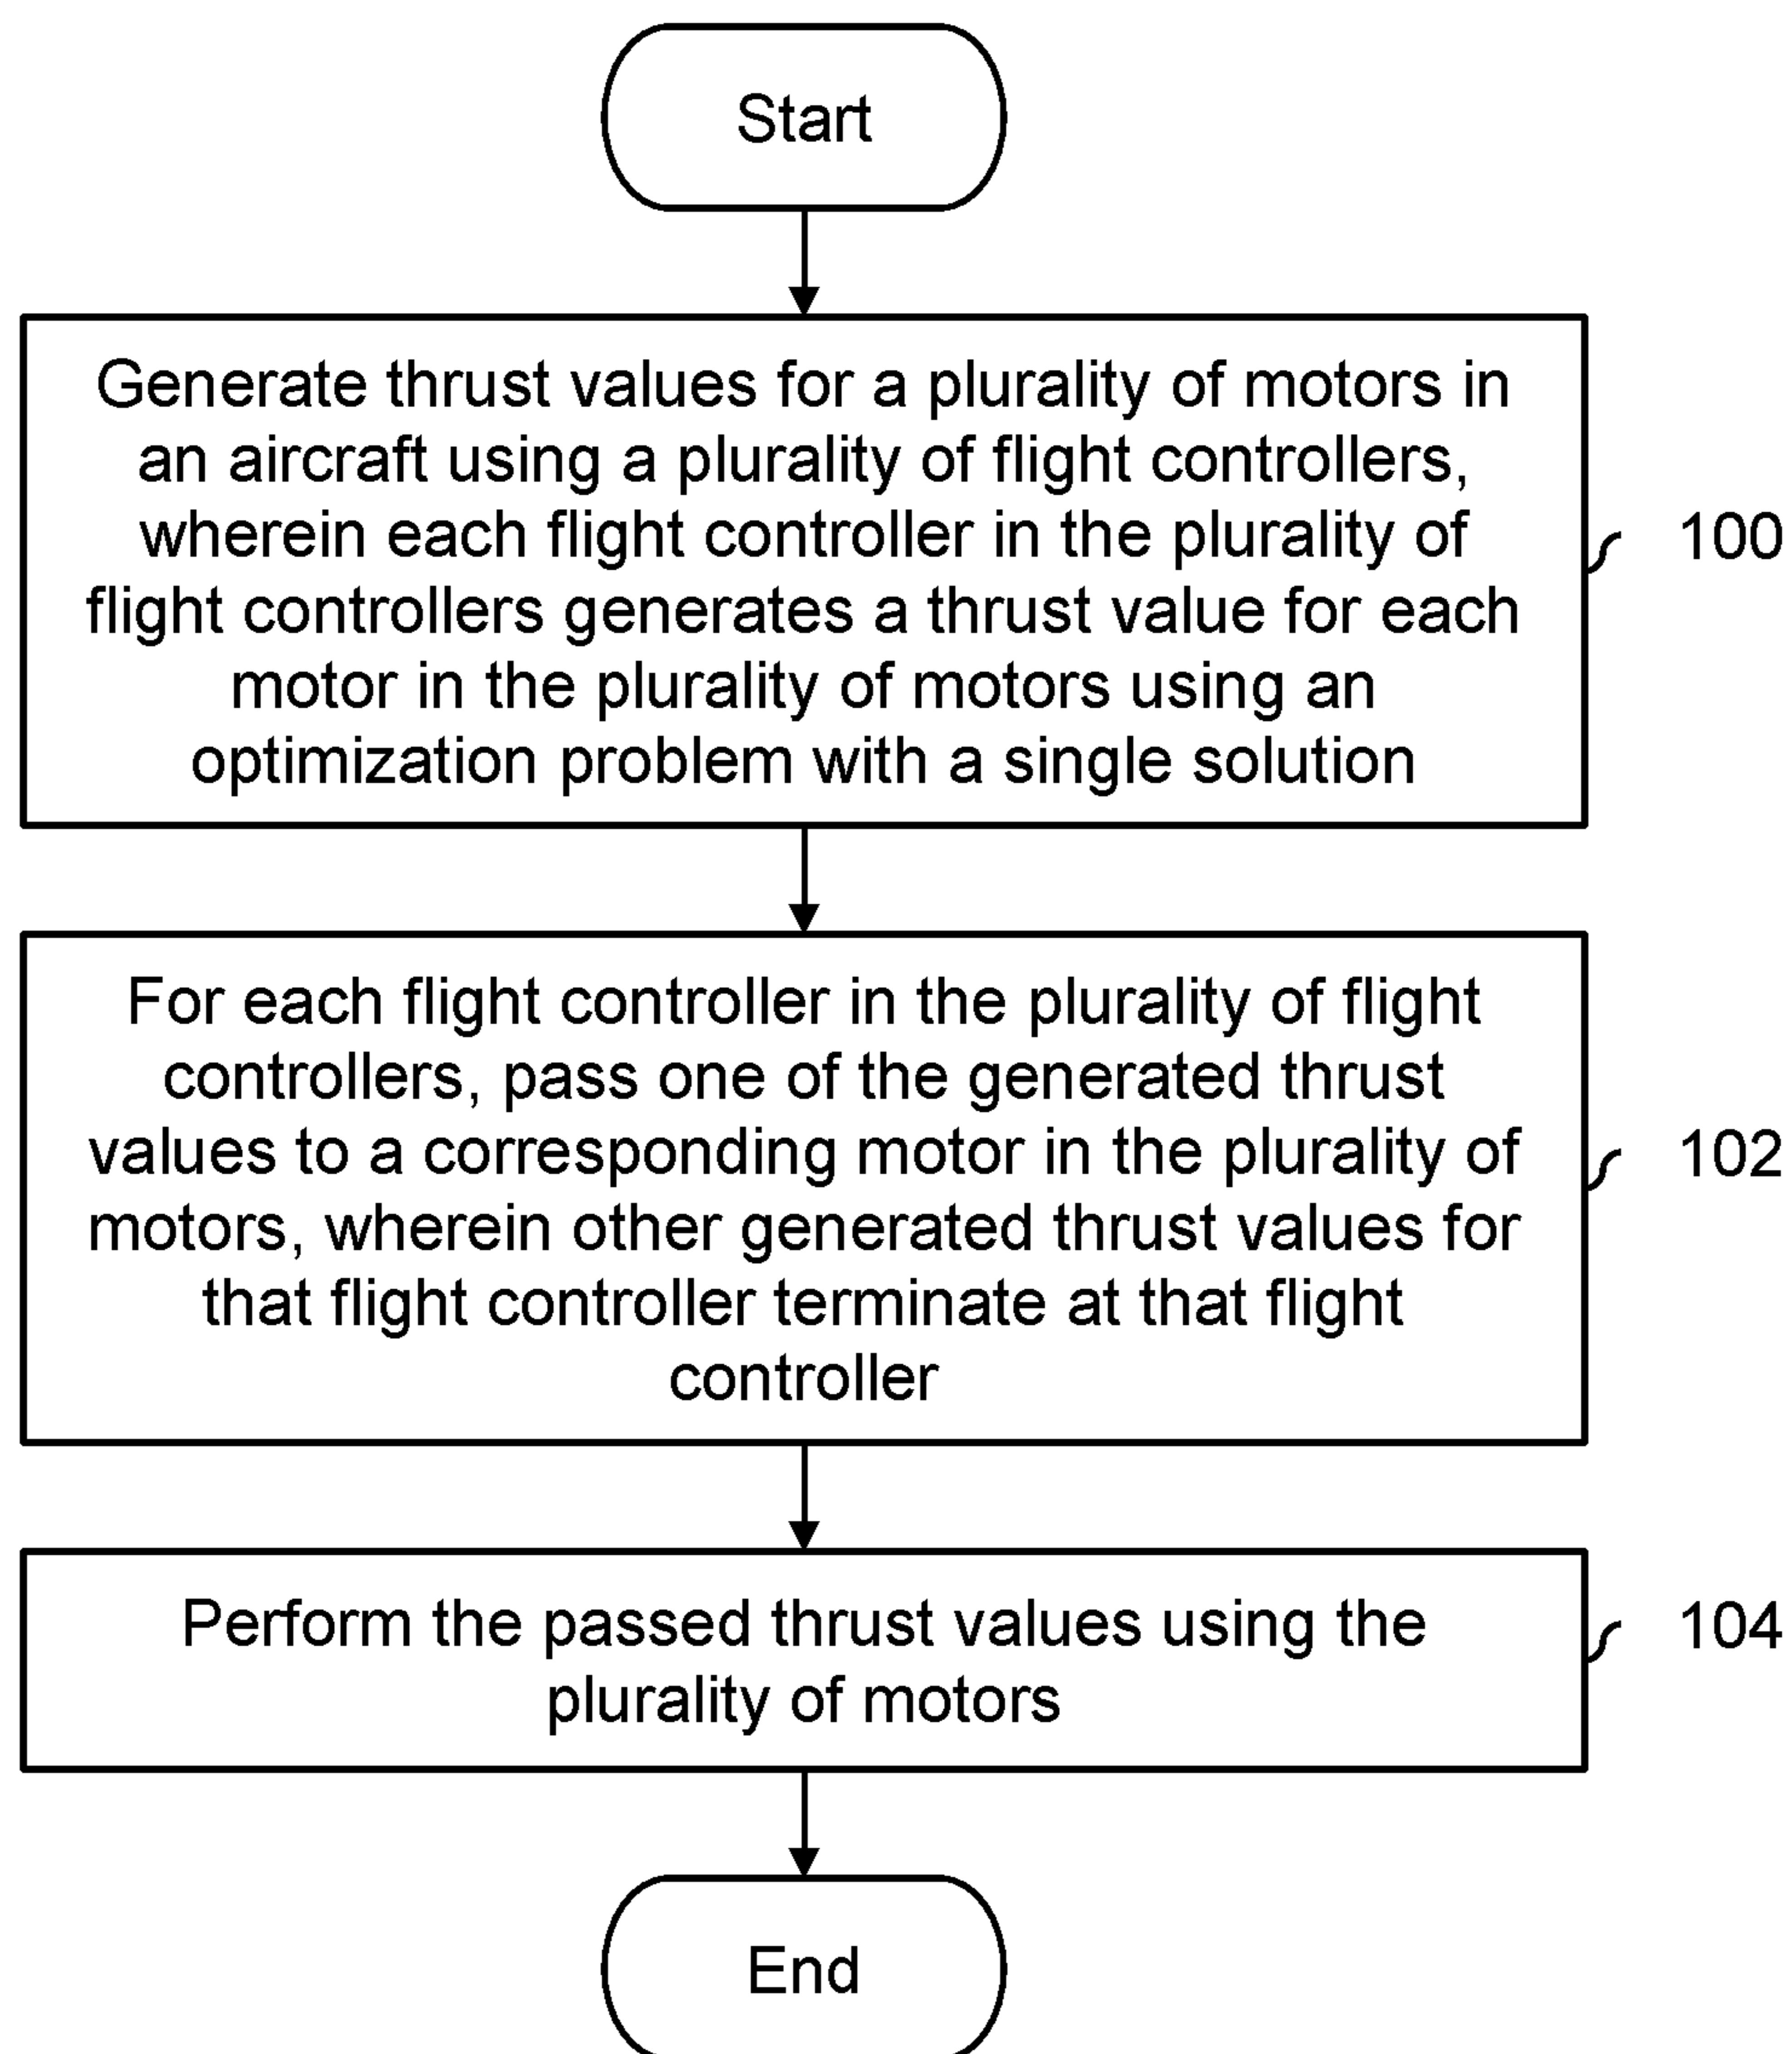 Start
Generate thrust values for a plurality of motors in
an aircraft using a plurality of flight controllers,
wherein each flight controller in the plurality of
flight controllers generates a thrust value for each
motor in the plurality of motors using an
optimization problem with a single solution
100
For each flight controller in the plurality of flight
controllers, pass one of the generated thrust
values to a corresponding motor in the plurality of
motors, wherein other generated thrust values for
that flight controller terminate at that flight
controller
102
Perform the passed thrust values using the
plurality of motors
104
End